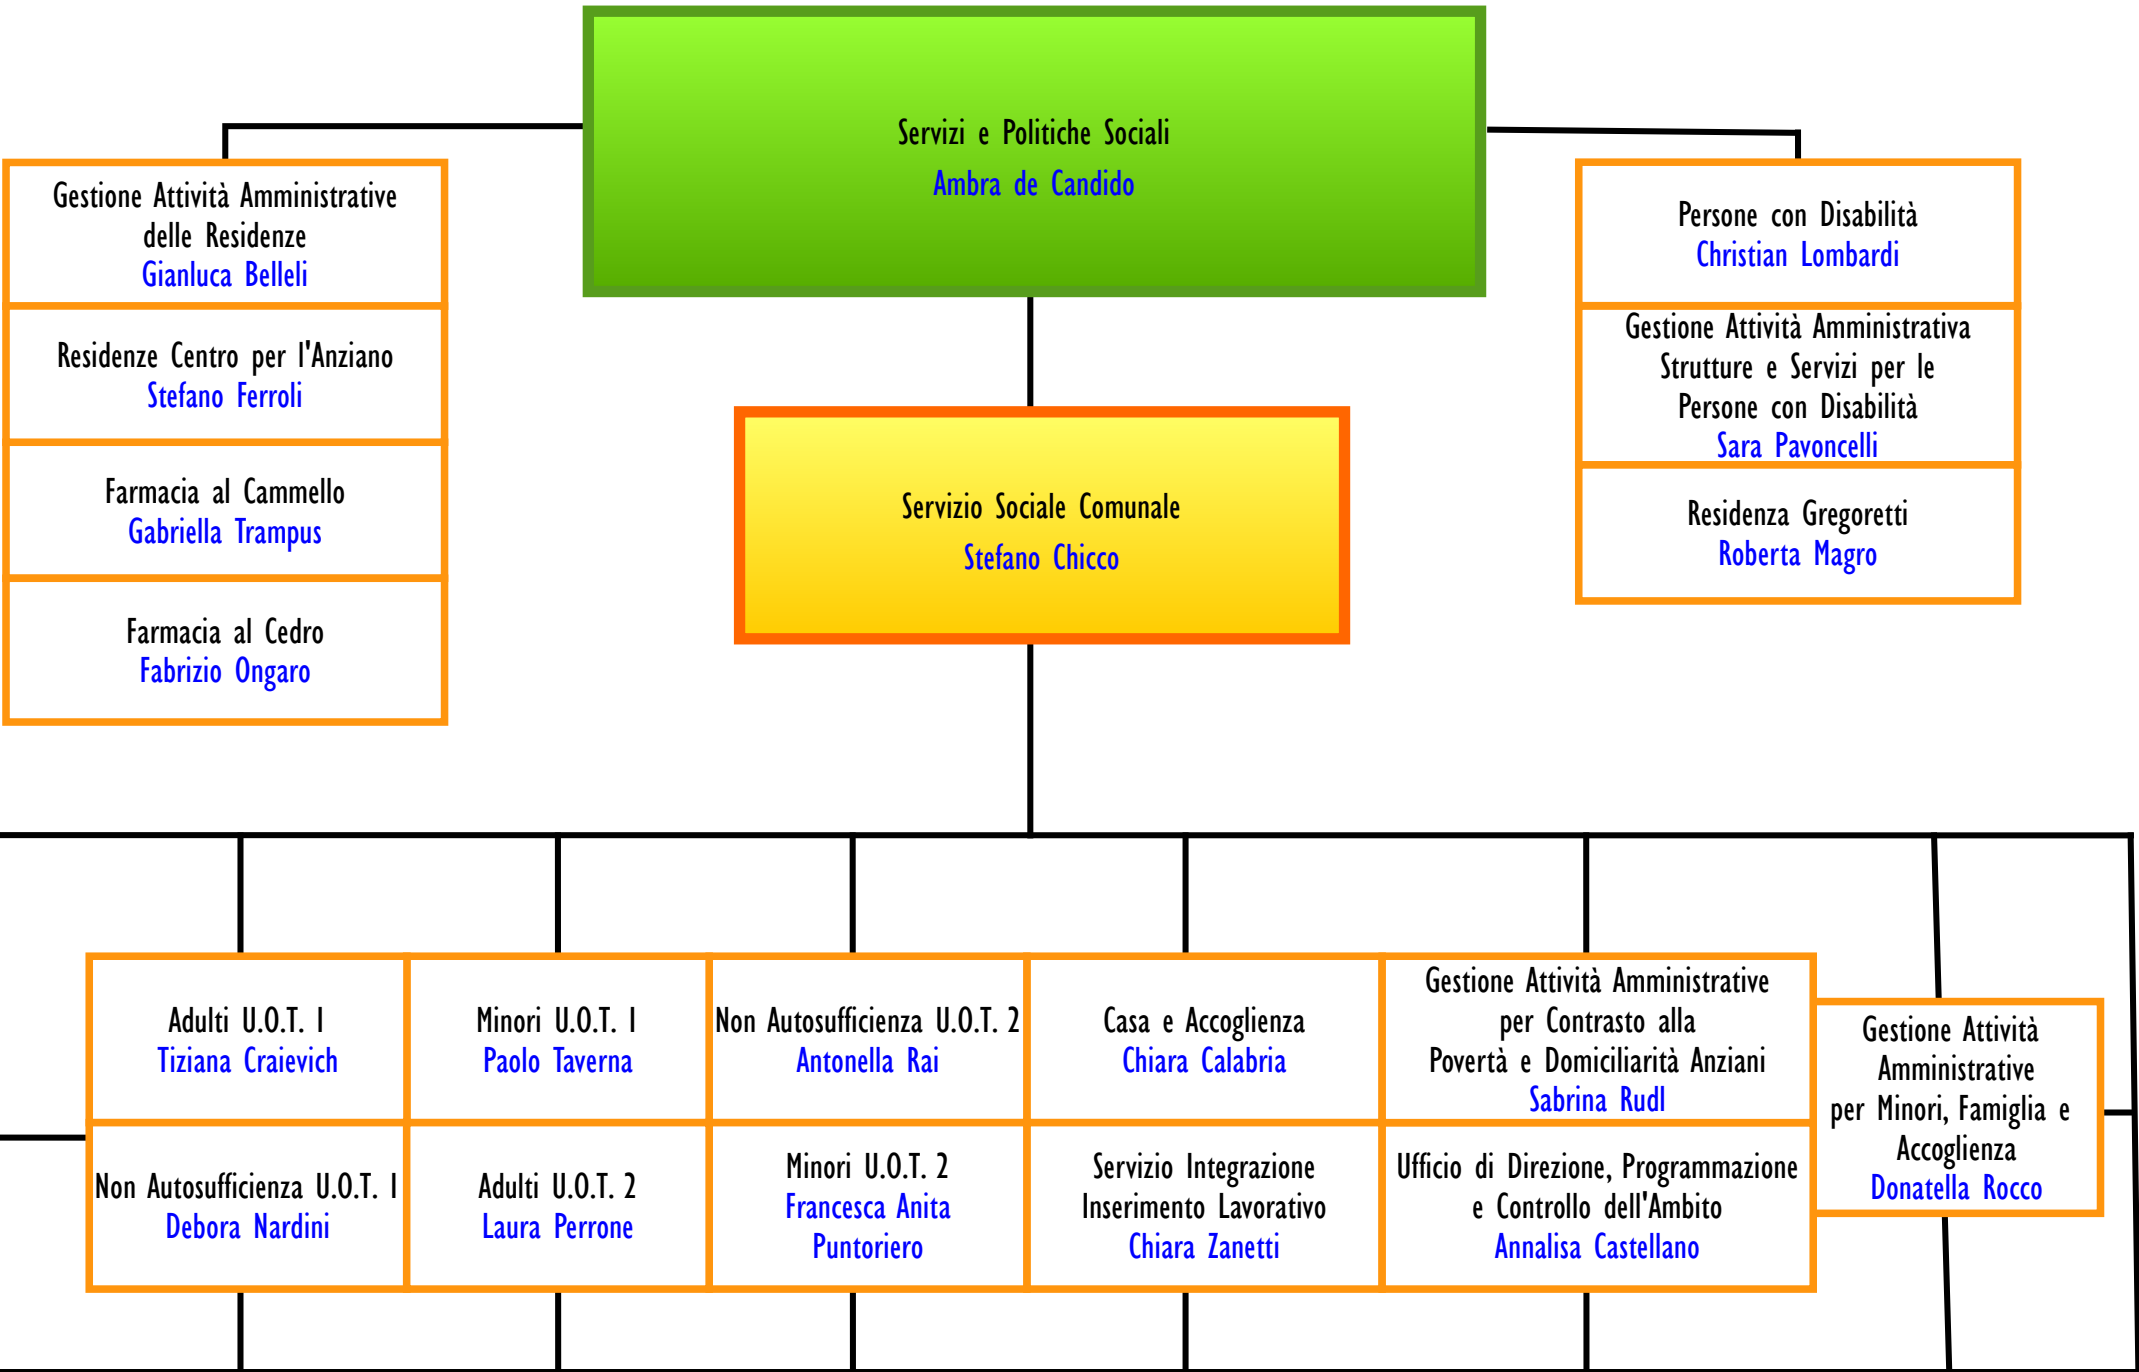 Servizi e Politiche Sociali
Ambra de Candido
Gestione Attività Amministrative
delle Residenze
Gianluca Belleli
Residenze Centro per l'Anziano
Stefano Ferroli
Farmacia al Cammello
Gabriella Trampus
Farmacia al Cedro
Fabrizio Ongaro
Persone con Disabilità
Christian Lombardi
Gestione Attività Amministrativa
Strutture e Servizi per le
Persone con Disabilità
Sara Pavoncelli
Residenza Gregoretti
Roberta Magro
Servizio Sociale Comunale
Stefano Chicco
Adulti U.O.T. 1
Tiziana Craievich
Minori U.O.T. 1
Paolo Taverna
Non Autosufficienza U.O.T. 2
Antonella Rai
Casa e Accoglienza
Chiara Calabria
Gestione Attività Amministrative
per Contrasto alla
Povertà e Domiciliarità Anziani
Sabrina Rudl
Gestione Attività
Amministrative
per Minori, Famiglia e
Accoglienza
Donatella Rocco
Non Autosufficienza U.O.T. 1
Debora Nardini
Adulti U.O.T. 2
Laura Perrone
Minori U.O.T. 2
Francesca Anita
Puntoriero
Servizio Integrazione
Inserimento Lavorativo
Chiara Zanetti
Ufficio di Direzione, Programmazione
e Controllo dell'Ambito
Annalisa Castellano